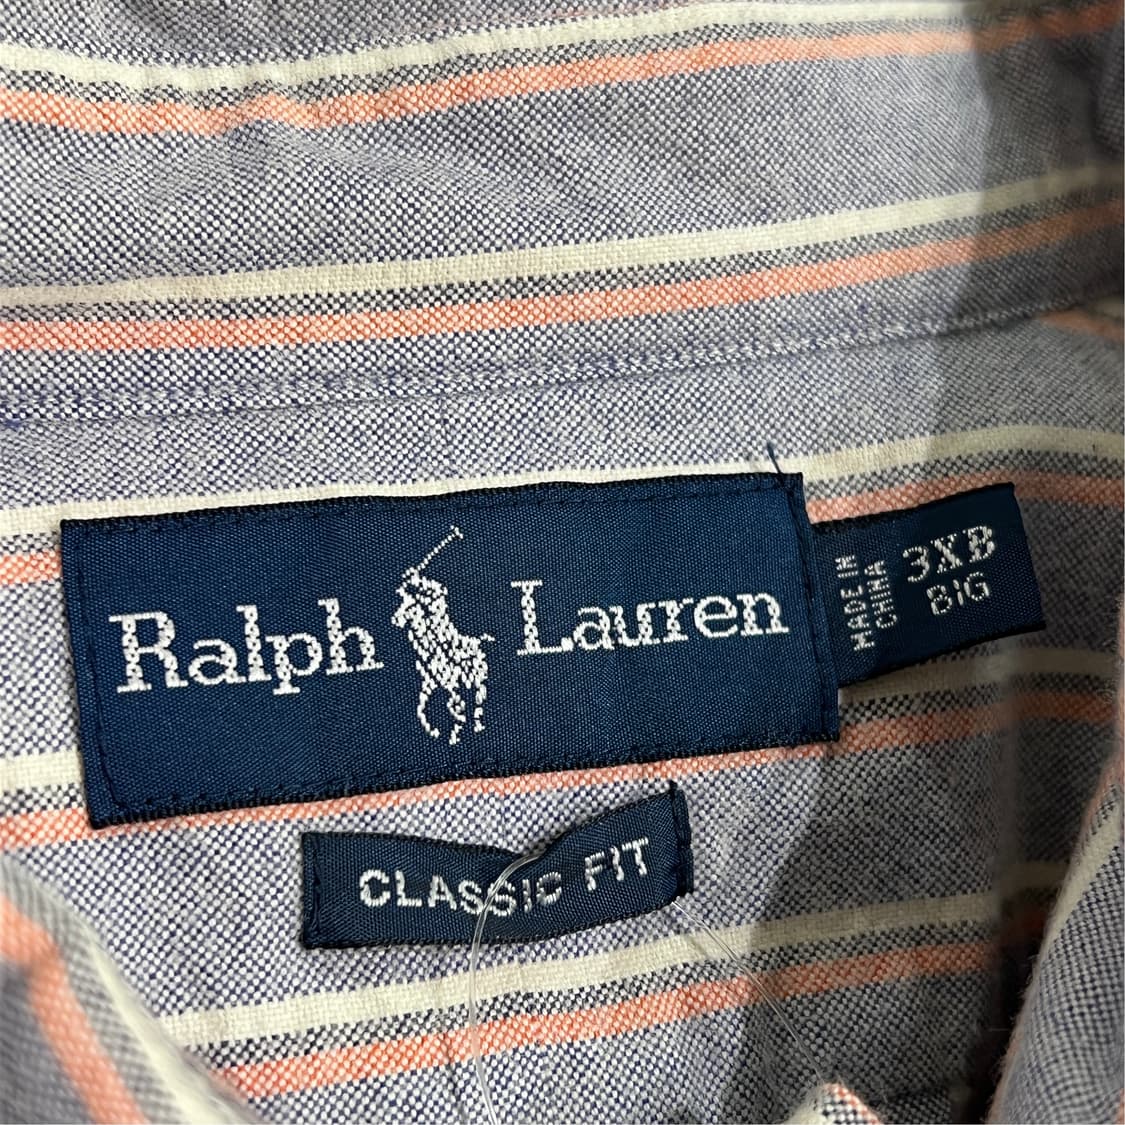 Ralph Lauren
MADE IN
CHINA
3XB
BIG
CLASSIC FIT